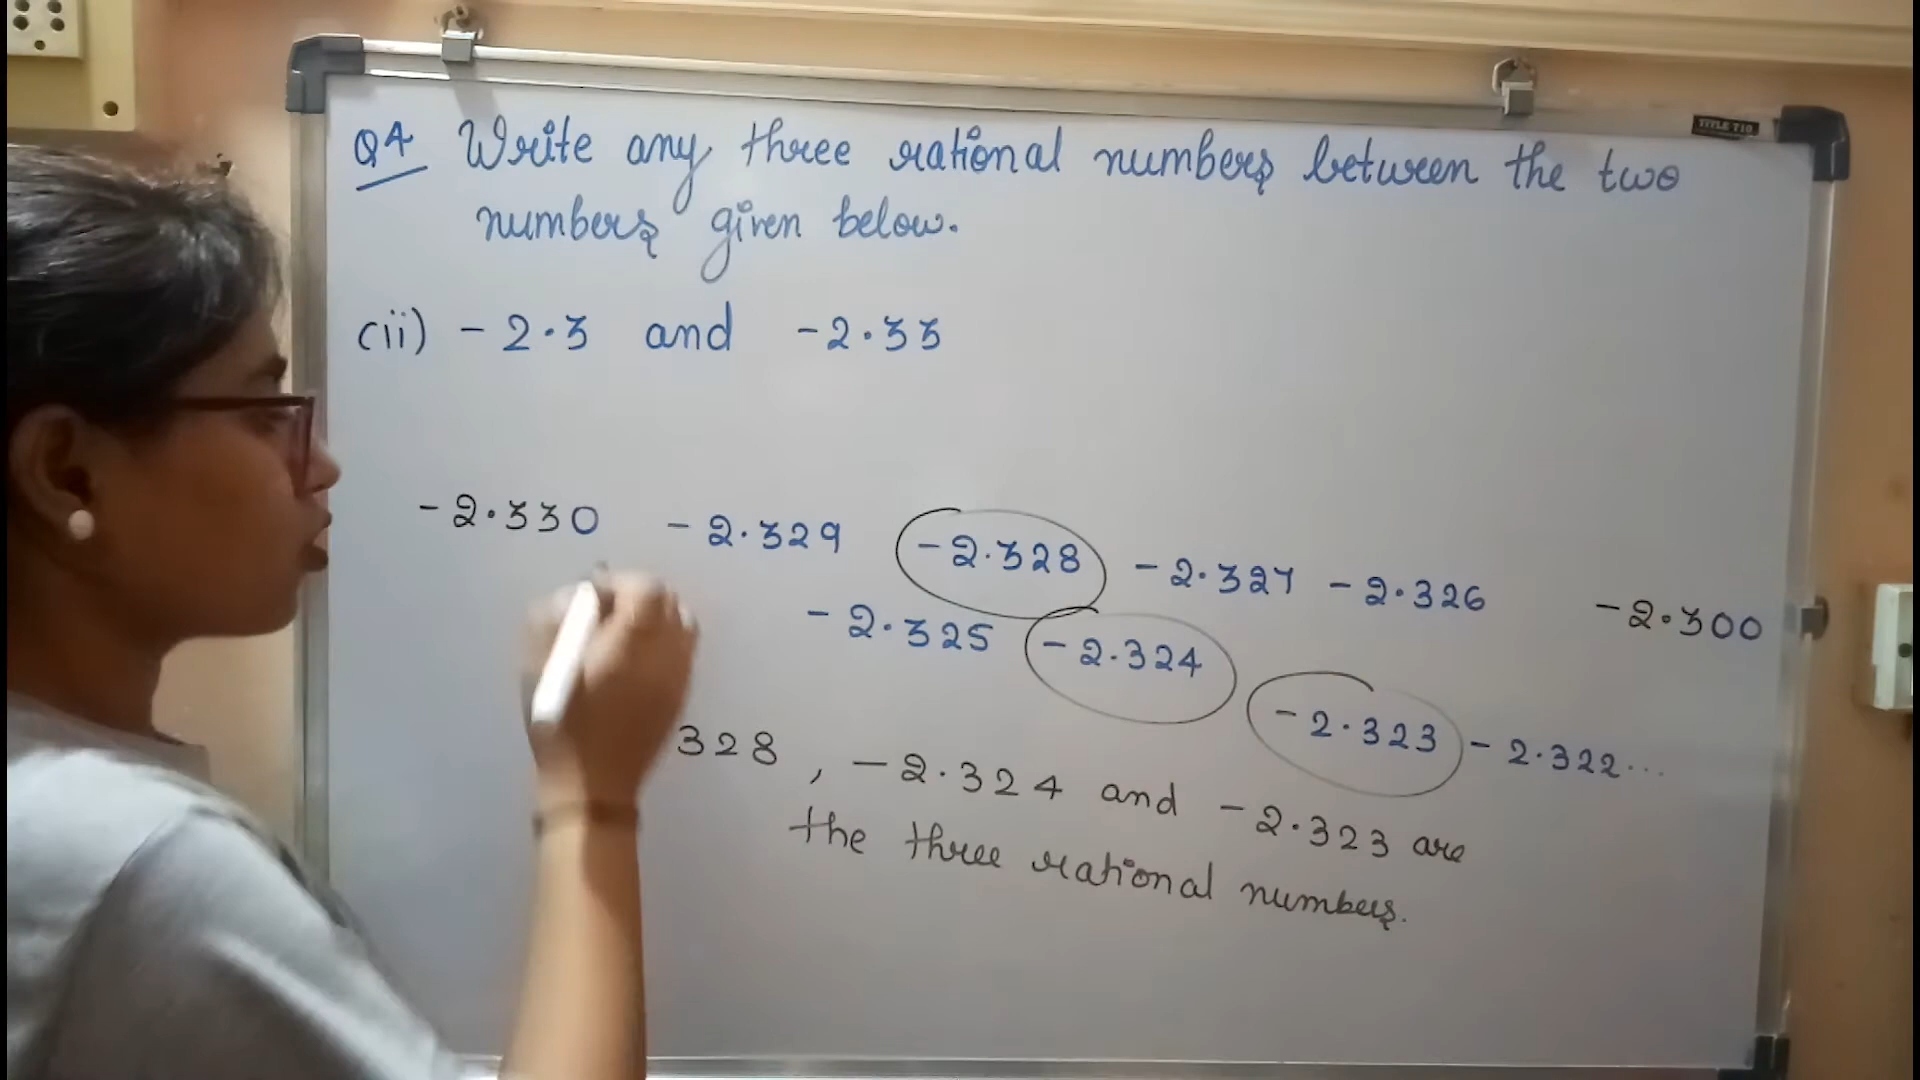 Q4 Write any three rational numbers between the two
numbers given below.
(ii) -2.3 and -2.33
-2.330 -2.329 -2.328 -2.327 -2.326 -2.300
-2.325 -2.324 -2.323 -2.322...
328 , -2.324 and -2.323 are
the three rational numbers.